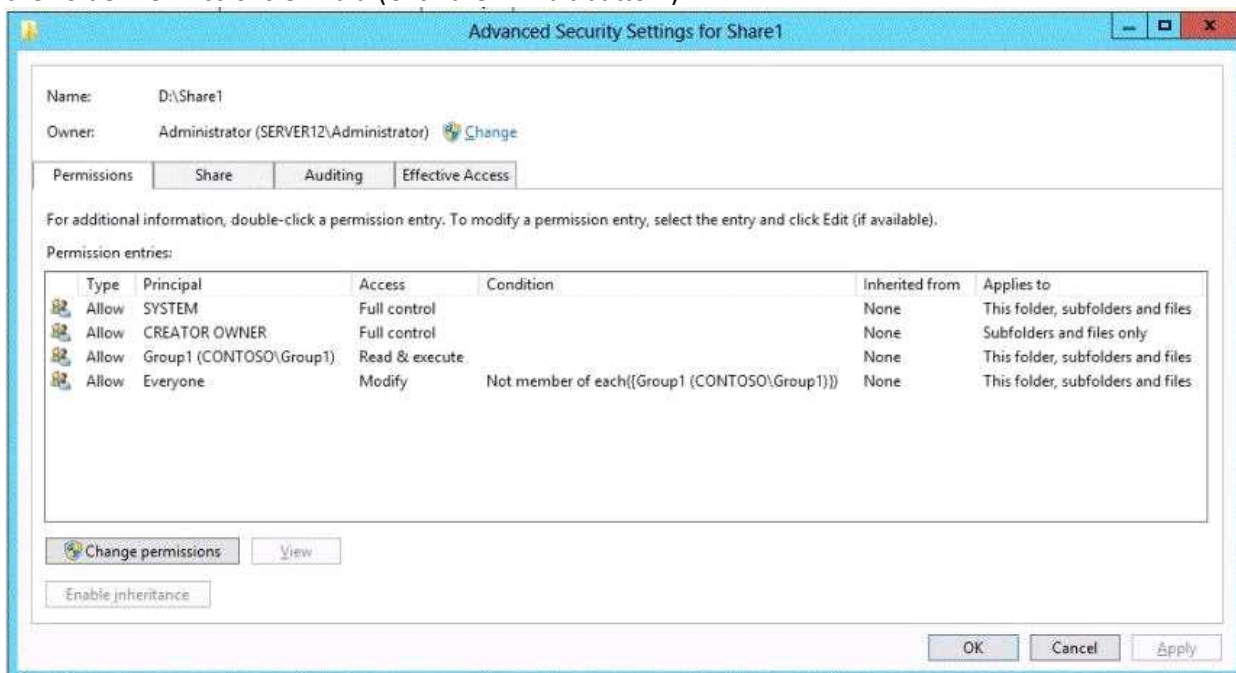 Advanced Security Settings for Share1
Name: D:\Share1
Owner: Administrator (SERVER12\Administrator) Change
Permissions Share Auditing Effective Access
For additional information, double-click a permission entry. To modify a permission entry, select the entry and click Edit (if available).
Permission entries:
Type Principal Access Condition Inherited from Applies to
Allow SYSTEM Full control None This folder, subfolders and files
Allow CREATOR OWNER Full control None Subfolders and files only
Allow Group1 (CONTOSO\Group1) Read & execute None This folder, subfolders and files
Allow Everyone Modify Not member of each({Group1 (CONTOSO\Group1)}) None This folder, subfolders and files
Change permissions View
Enable inheritance
OK Cancel Apply